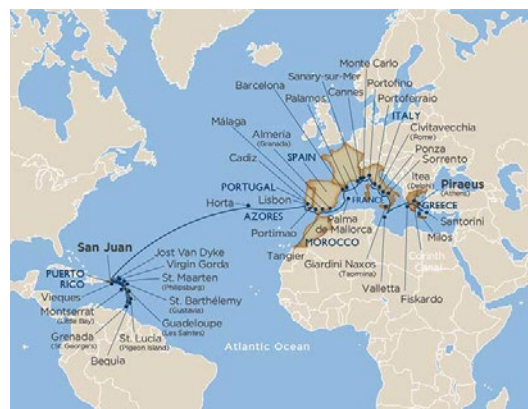 Monte Carlo
Sanary-sur-Mer
Portofino
Barcelona
Cannes
Portoferraio
Palamos
ITALY
Málaga
Civitavecchia
(Rome)
Almería
(Granada)
Ponza
Cadiz
SPAIN
Sorrento
Itea
(Delphi)
PORTUGAL
Piraeus
(Athens)
Horta
Lisbon
FRANC
GREECE
AZORES
Palma
de Mallorca
Santorini
Portimao
Milos
San Juan
MOROCCO
Tangier
Corinth
Canal
Jost Van Dyke
Giardini Naxos
(Taormina)
Virgin Gorda
PUERTO
RICO
St. Maarten
(Philipsburg)
Valletta
Fiskardo
Vieques
St. Barthélemy
(Gustavia)
Montserrat
(Little Bay)
Guadeloupe
(Les Saintes)
Grenada
(St. George's)
St. Lucia
(Pigeon Island)
Atlantic Ocean
Bequia